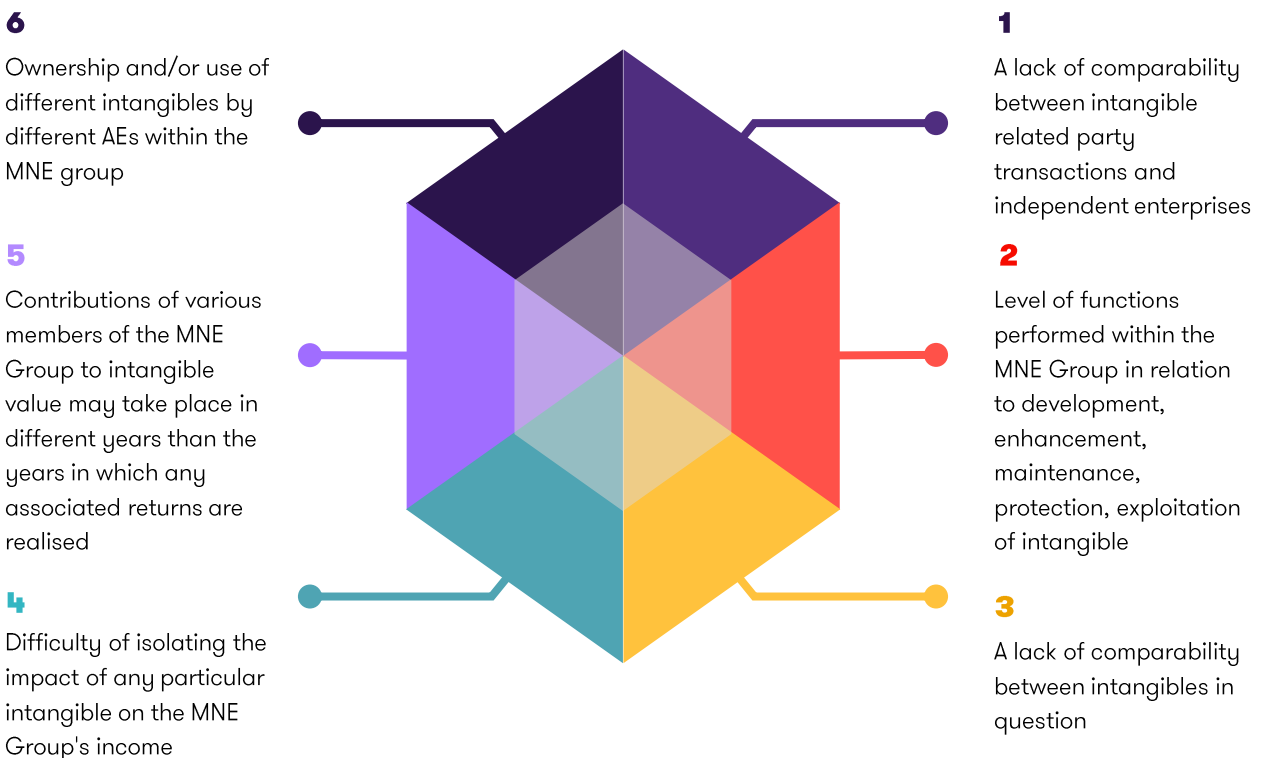 6
Ownership and/or use of
different intangibles by
different AEs within the
MNE group
5
Contributions of various
members of the MNE
Group to intangible
value may take place in
different years than the
years in which any
associated returns are
realised
4
Difficulty of isolating the
impact of any particular
intangible on the MNE
Group's income
1
A lack of comparability
between intangible
related party
transactions and
independent enterprises
2
Level of functions
performed within the
MNE Group in relation
to development,
enhancement,
maintenance,
protection, exploitation
of intangible
3
A lack of comparability
between intangibles in
question